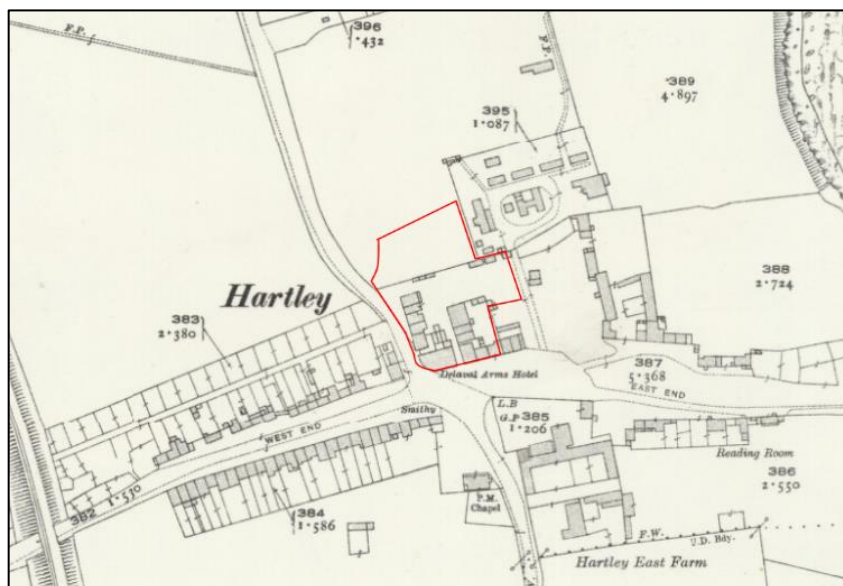 F.P.
396
.432
F.P.
389
4.897
395
1.087
Hartley
383
2.380
388
2.724
Delaval Arms Hotel
387
5.368
EAST END
Smithy
L.B
G.P
385
1.206
WEST END
Reading Room
386
2.550
382
1.530
384
1.586
P.M.
Chapel
F.W.
U.D. Bdy.
Hartley East Farm